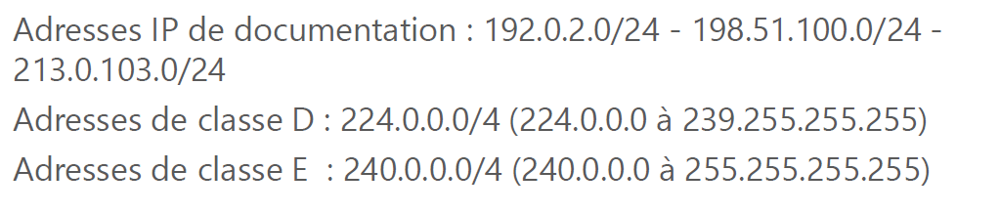 Adresses IP de documentation : 192.0.2.0/24 - 198.51.100.0/24 -
213.0.103.0/24
Adresses de classe D : 224.0.0.0/4 (224.0.0.0 à 239.255.255.255)
Adresses de classe E  : 240.0.0.0/4 (240.0.0.0 à 255.255.255.255)